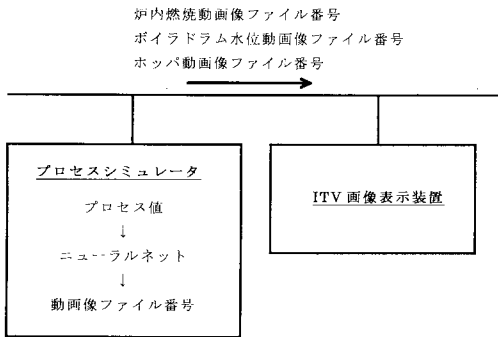 炉内燃焼動画像ファイル番号
ボイラドラム水位動画像ファイル番号
ホッパ動画像ファイル番号
プロセスシミュレータ
プロセス値
↓
ニューラルネット
↓
動画像ファイル番号
ITV画像表示装置